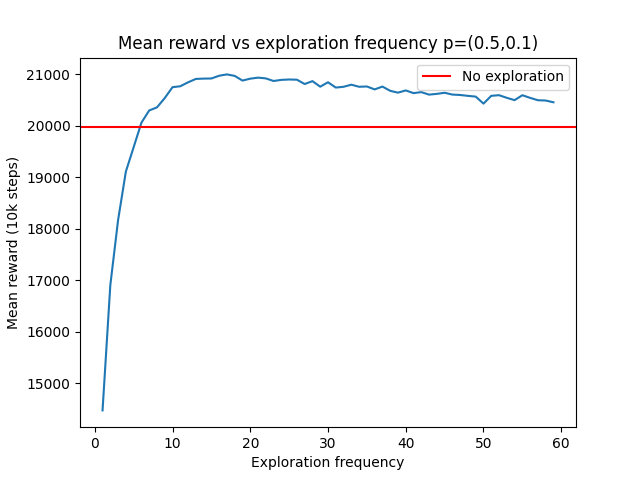 Mean reward vs exploration frequency p=(0.5,0.1)
No exploration
Mean reward (10k steps)
21000
20000
19000
18000
17000
16000
15000
0 10 20 30 40 50 60
Exploration frequency